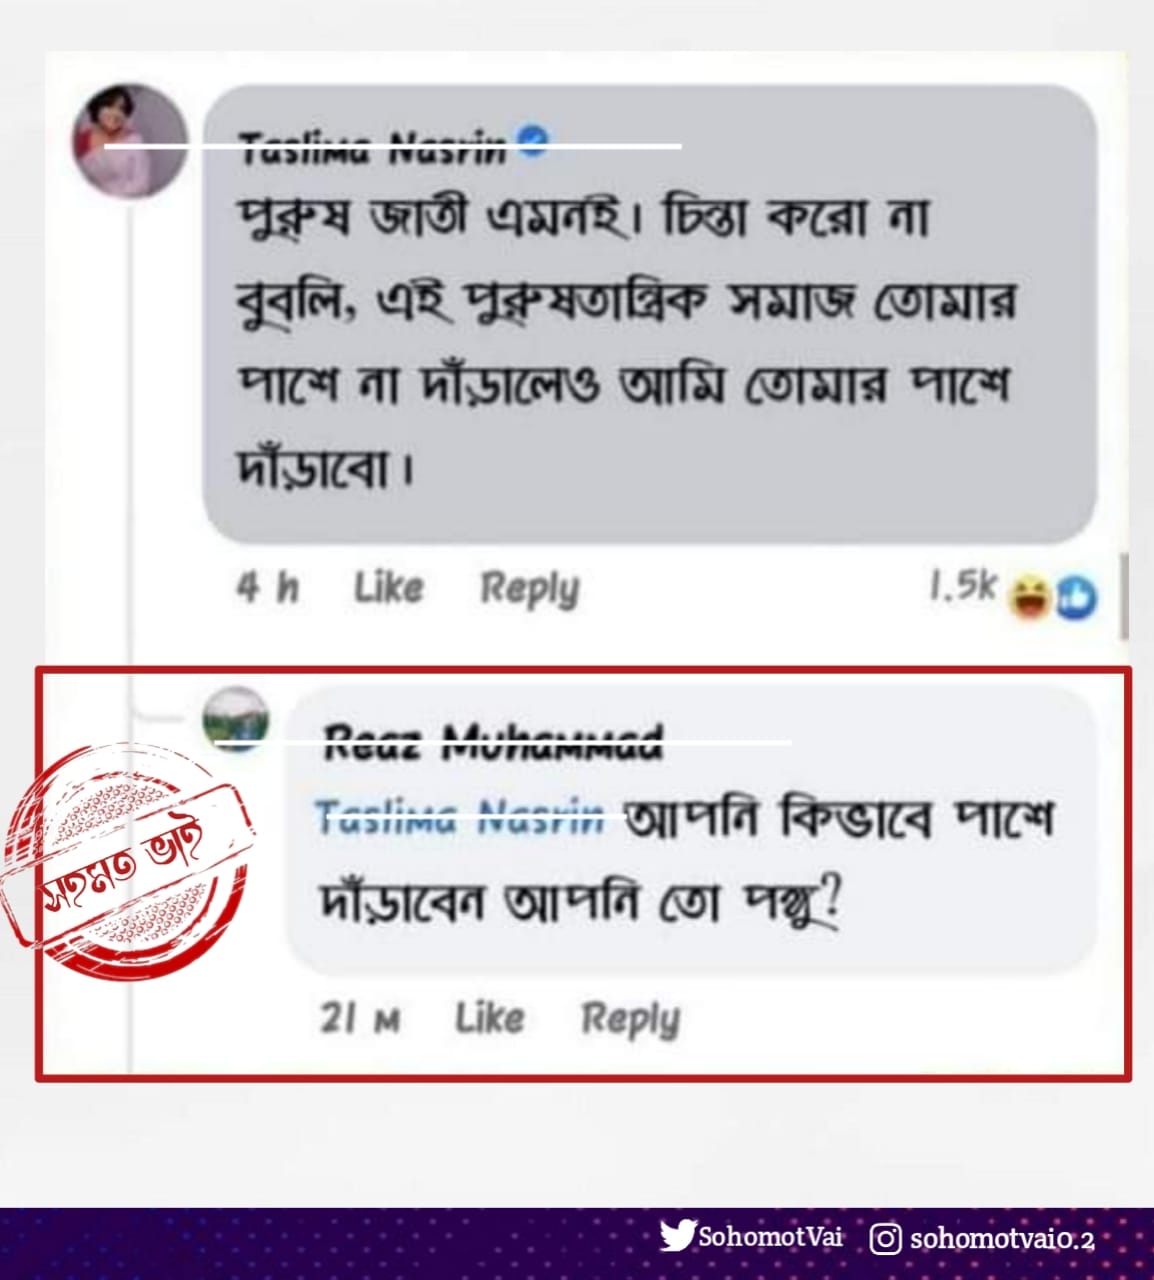 Taslima Nasrin
পুরুষ জাতী এমনই। চিন্তা করো না
বুবলি, এই পুরুষতান্ত্রিক সমাজ তোমার
পাশে না দাঁড়ালেও আমি তোমার পাশে
দাঁড়াবো।
4 h Like Reply 1.5k
Reaz Muhammad
Taslima Nasrin আপনি কিভাবে পাশে
দাঁড়াবেন আপনি তো পঙ্গু?
21 m Like Reply
সহমত ভাই
SohomotVai sohomotvai0.2